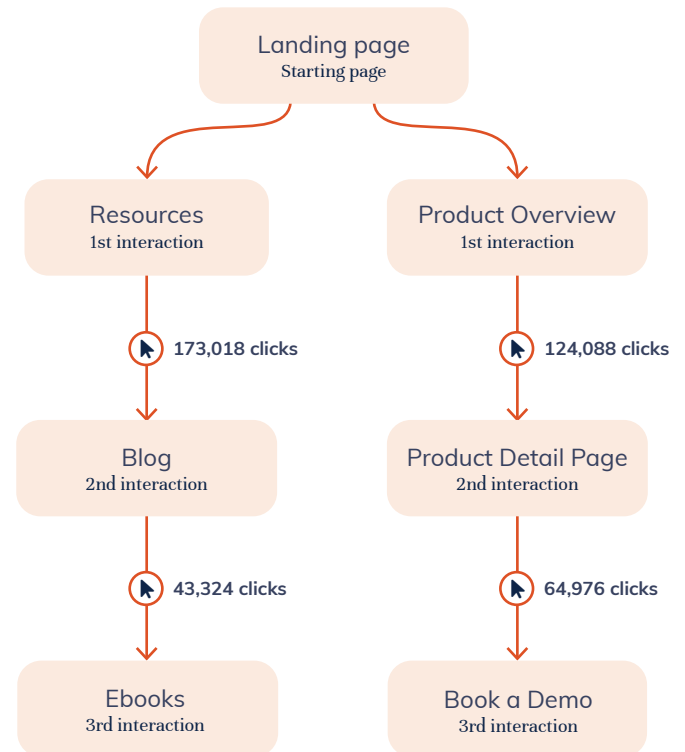 Landing page
Starting page
Resources
1st interaction
Product Overview
1st interaction
173,018 clicks
124,088 clicks
Blog
2nd interaction
Product Detail Page
2nd interaction
43,324 clicks
64,976 clicks
Ebooks
3rd interaction
Book a Demo
3rd interaction